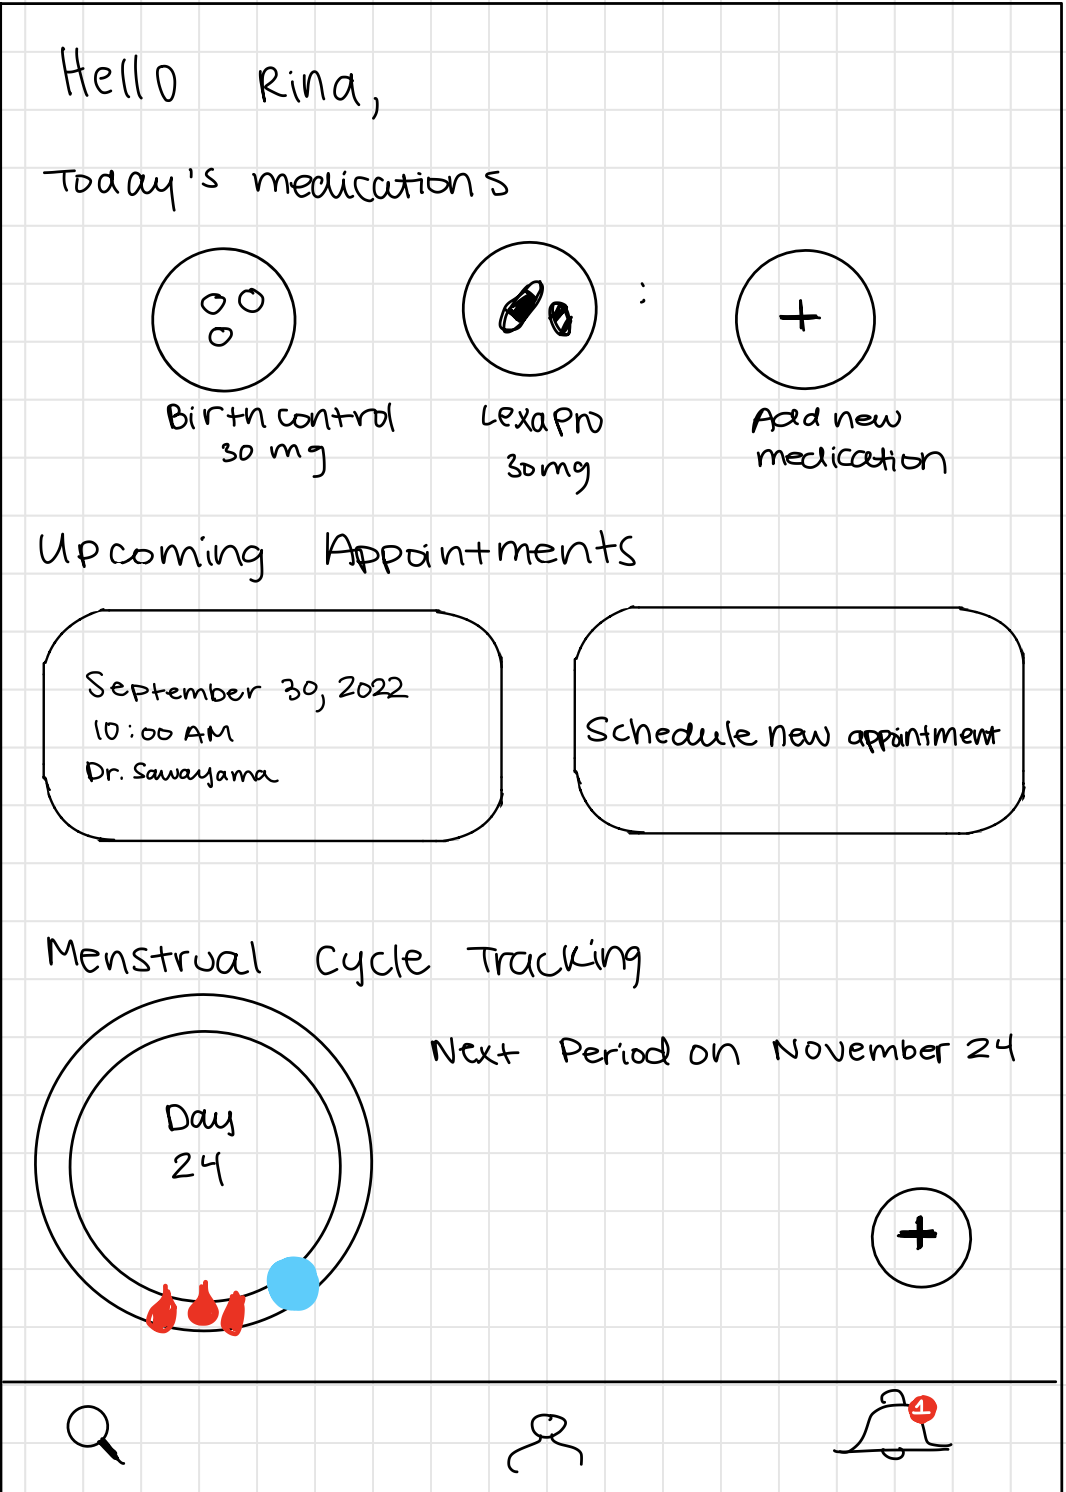 Hello Rina,
Today's medications
+
Birth control
30 mg
Lexapro
30mg
Add new
medication
Upcoming Appointments
September 30, 2022
10:00 AM
Dr. Sawayama
Schedule new appointment
Menstrual Cycle Tracking
Next Period on November 24
Day
24
+
1